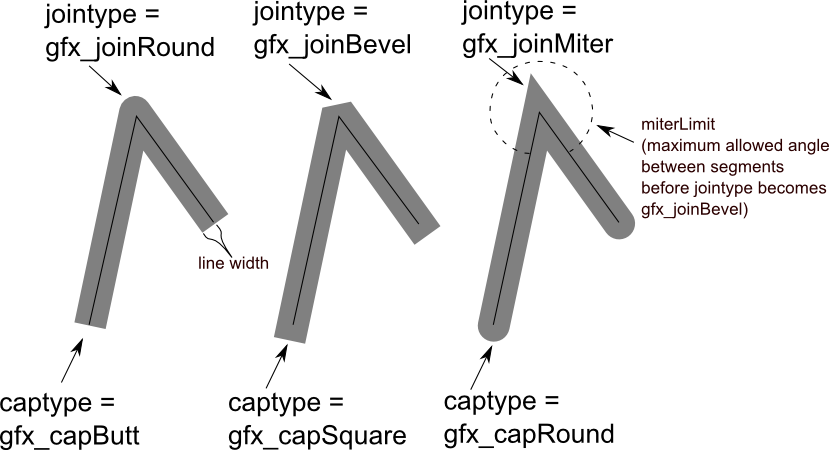 jointype =
gfx_joinRound
jointype =
gfx_joinBevel
jointype =
gfx_joinMiter
miterLimit
(maximum allowed angle
between segments
before jointype becomes
gfx_joinBevel)
line width
captype =
gfx_capButt
captype =
gfx_capSquare
captype =
gfx_capRound